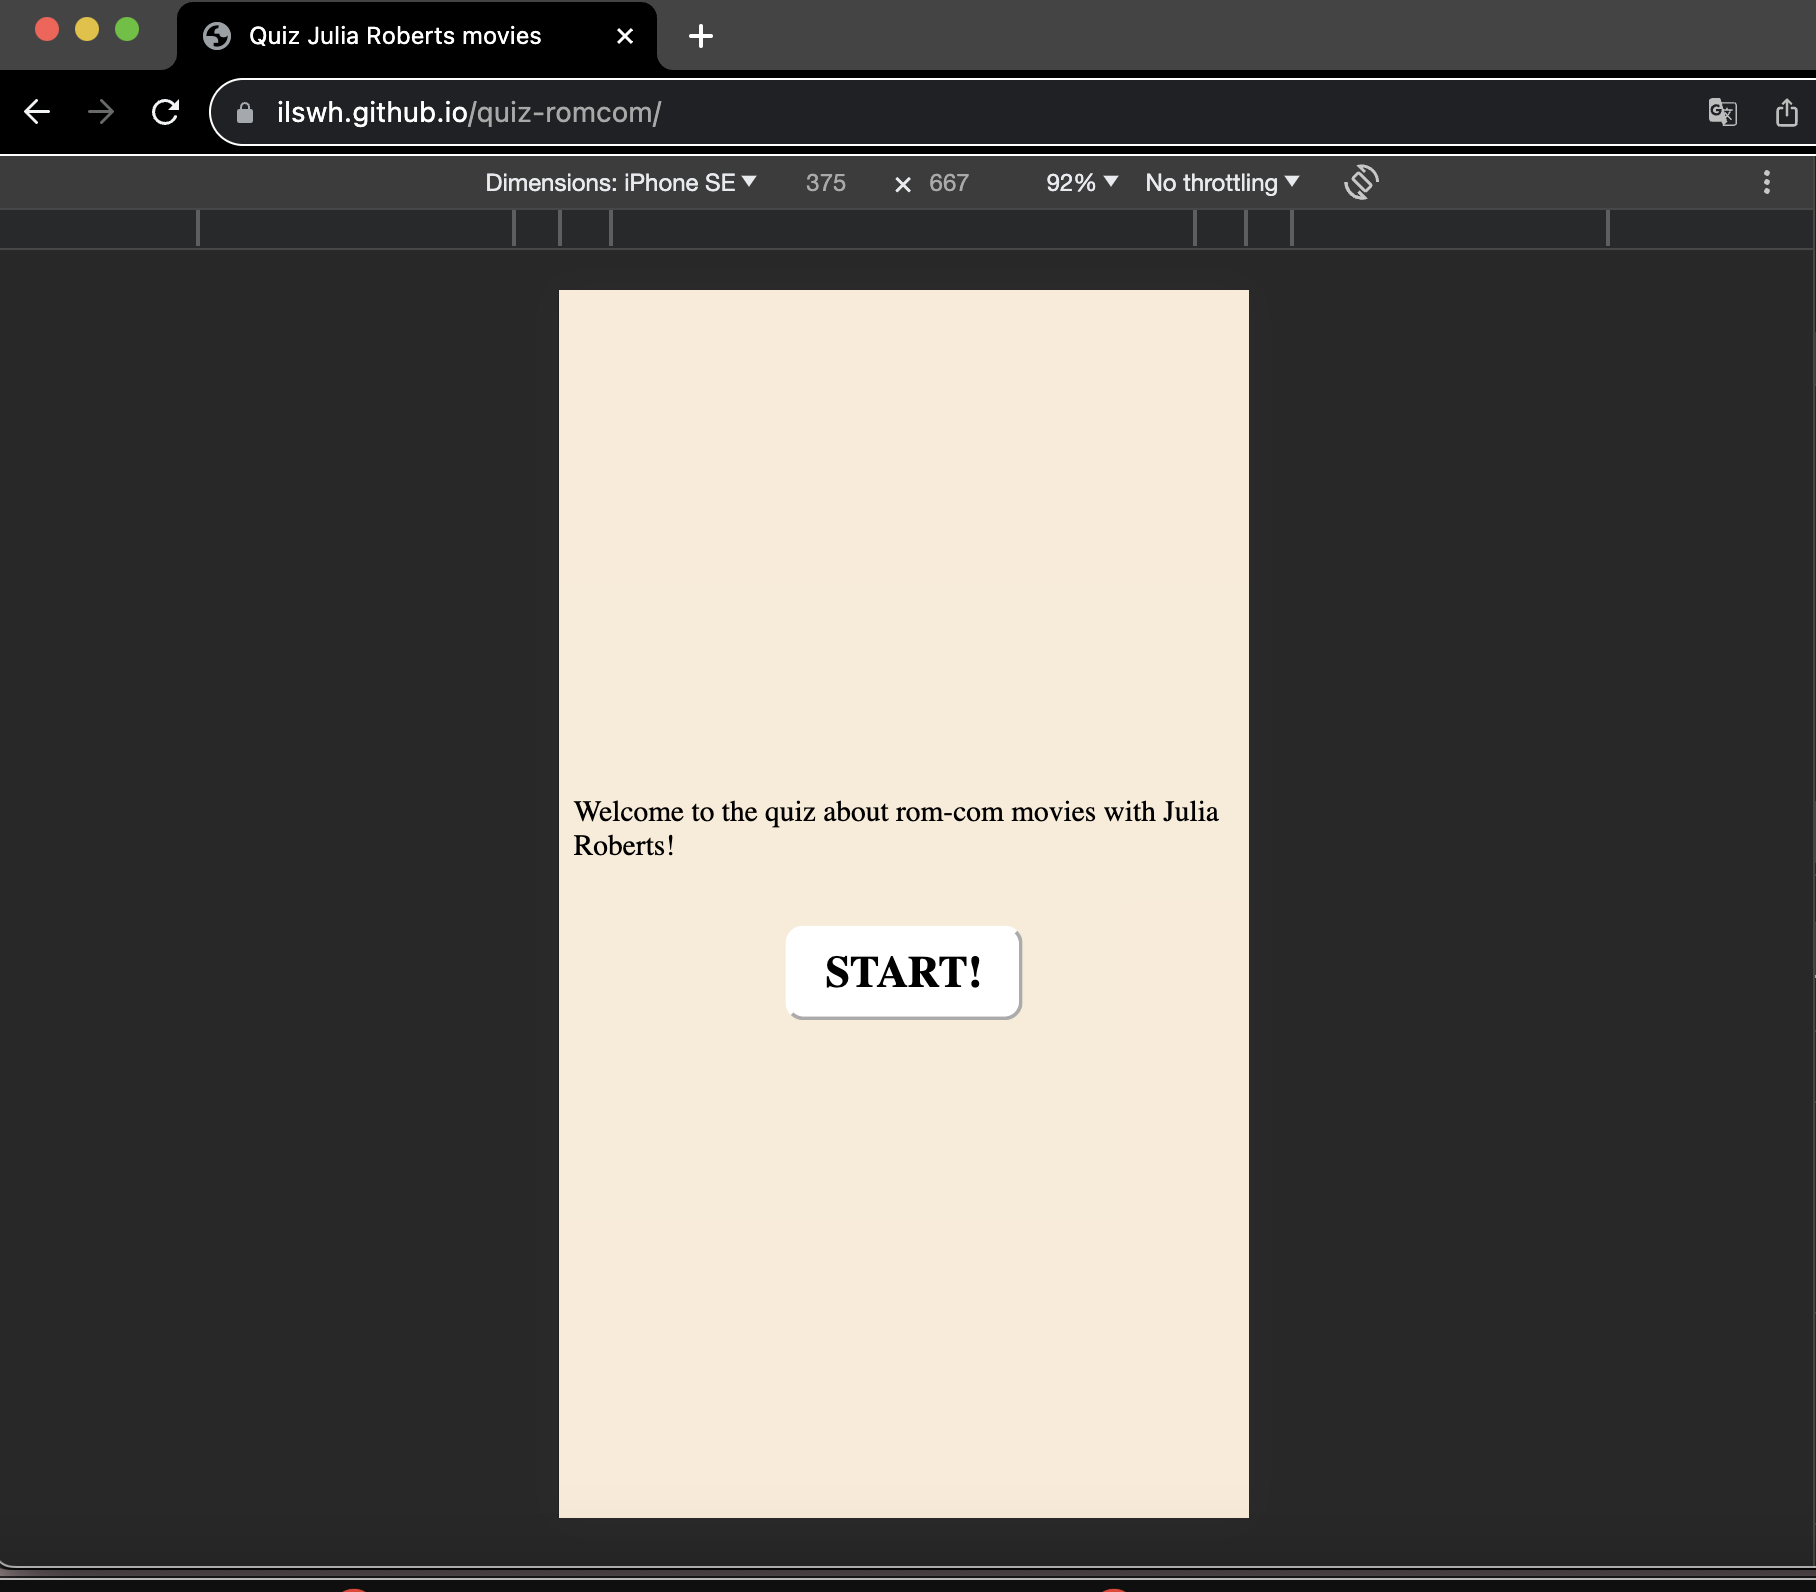 Quiz Julia Roberts movies
ilswh.github.io/quiz-romcom/
Dimensions: iPhone SE 375 × 667 92% No throttling
Welcome to the quiz about rom-com movies with Julia
Roberts!
START!